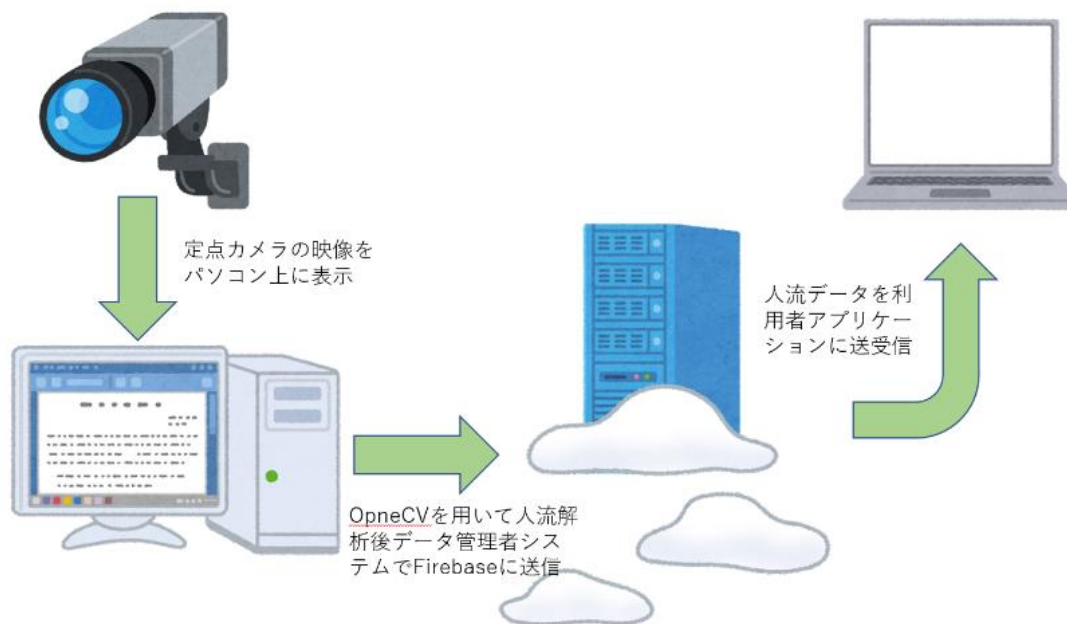 定点カメラの映像を
パソコン上に表示
人流データを利
用者アプリケー
ションに送受信
OpneCVを用いて人流解
析後データ管理者シス
テムでFirebaseに送信